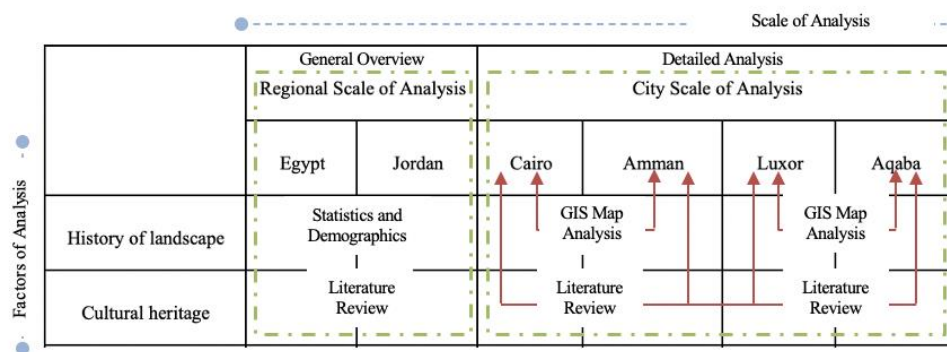 Scale of Analysis
General Overview
Detailed Analysis
Regional Scale of Analysis
City Scale of Analysis
Egypt
Jordan
Cairo
Amman
Luxor
Aqaba
Factors of Analysis
History of landscape
Statistics and
Demographics
GIS Map
Analysis
GIS Map
Analysis
Cultural heritage
Literature
Review
Literature
Review
Literature
Review